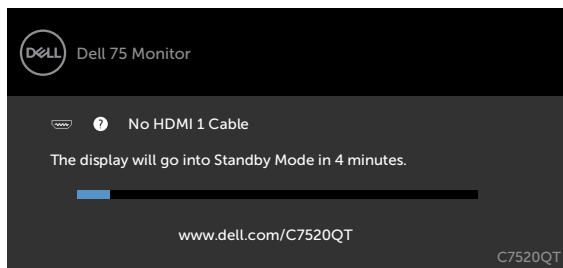 DELL
Dell 75 Monitor
? No HDMI 1 Cable
The display will go into Standby Mode in 4 minutes.
www.dell.com/C7520QT
C7520QT